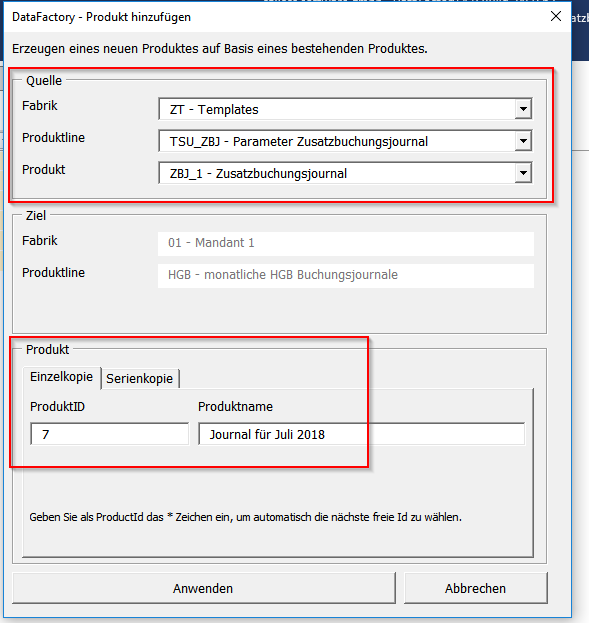 DataFactory - Produkt hinzufügen
Erzeugen eines neuen Produktes auf Basis eines bestehenden Produktes.
Quelle
Fabrik ZT - Templates
Produktline TSU_ZBJ - Parameter Zusatzbuchungsjournal
Produkt ZBJ_1 - Zusatzbuchungsjournal
Ziel
Fabrik 01 - Mandant 1
Produktline HGB - monatliche HGB Buchungsjournale
Produkt
Einzelkopie Serienkopie
ProduktID Produktname
7 Journal für Juli 2018
Geben Sie als ProductId das * Zeichen ein, um automatisch die nächste freie Id zu wählen.
Anwenden Abbrechen